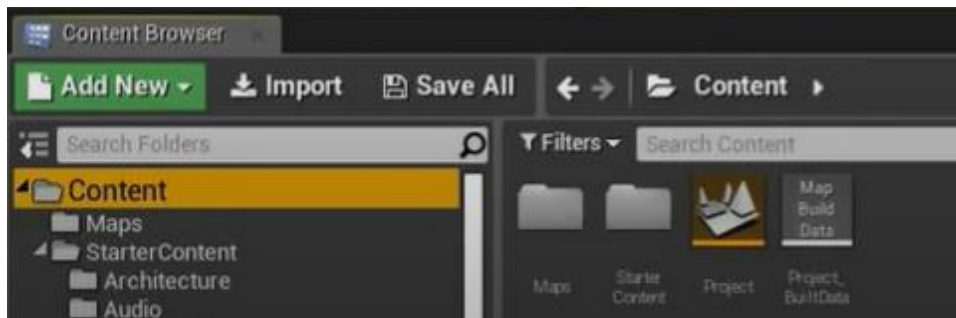 Content Browser
Add New Import Save All Content
Search Folders
Filters Search Content
Content
Maps
StarterContent
Architecture
Audio
Map
Build
Data
Maps
Starter
Content
Project
Project_
BuiltData